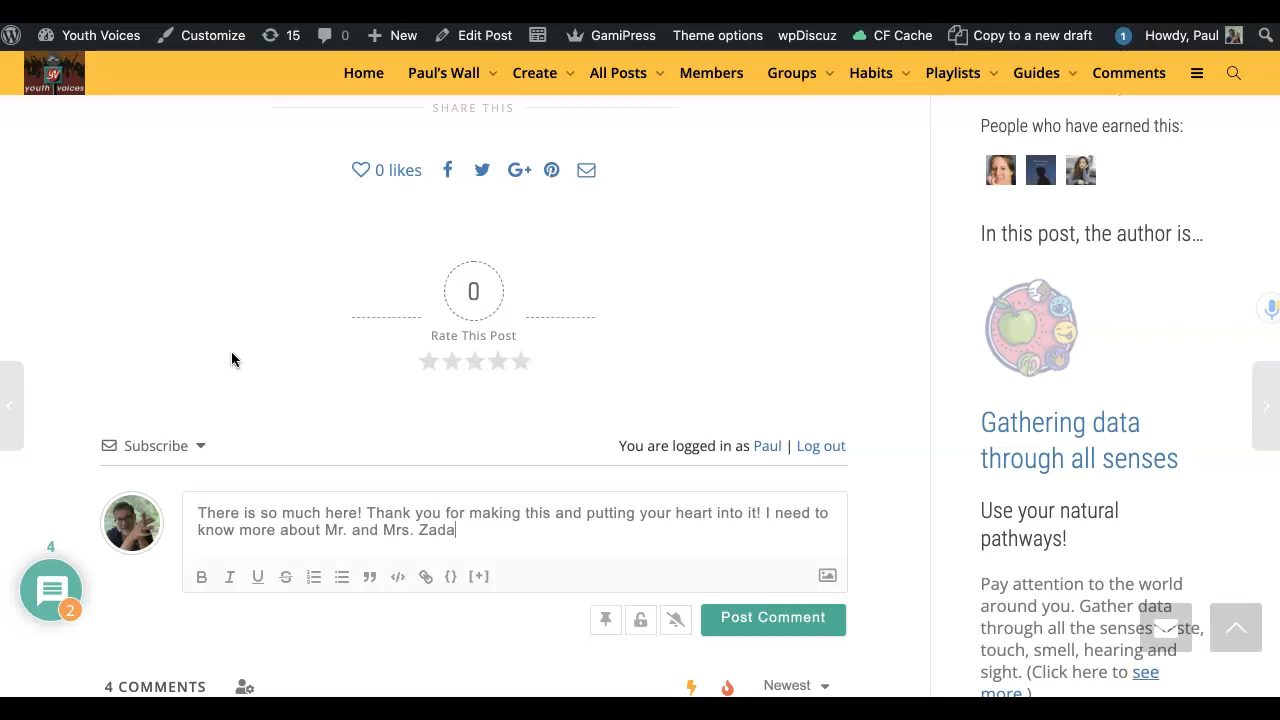 Youth Voices Customize 15 0 New Edit Post GamiPress Theme options wpDiscuz CF Cache Copy to a new draft 1 Howdy, Paul
youth voices
Home Paul's Wall Create All Posts Members Groups Habits Playlists Guides Comments
SHARE THIS
0 likes
0
Rate This Post
Subscribe
You are logged in as Paul | Log out
There is so much here! Thank you for making this and putting your heart into it! I need to
know more about Mr. and Mrs. Zada
B I U S
Post Comment
4
2
4 COMMENTS
Newest
People who have earned this:
In this post, the author is...
Gathering data
through all senses
Use your natural
pathways!
Pay attention to the world
around you. Gather data
through all the senses
touch, smell, hearing and
sight. (Click here to see
more.)